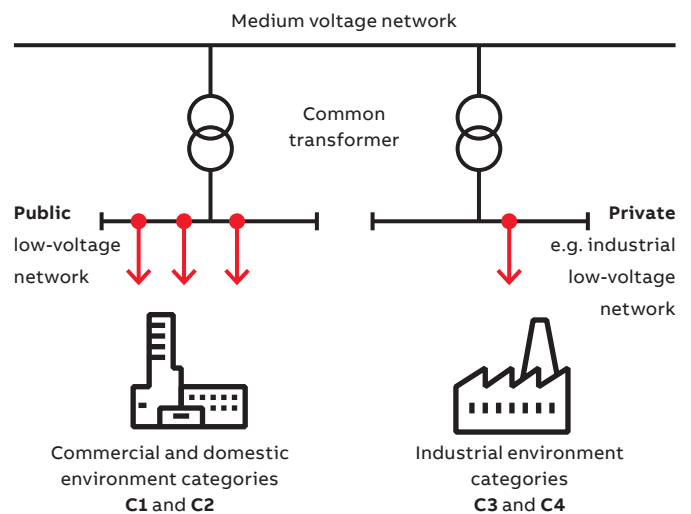 Medium voltage network
Common
transformer
Public
low-voltage
network
Private
e.g. industrial
low-voltage
network
Commercial and domestic
environment categories
C1 and C2
Industrial environment
categories
C3 and C4